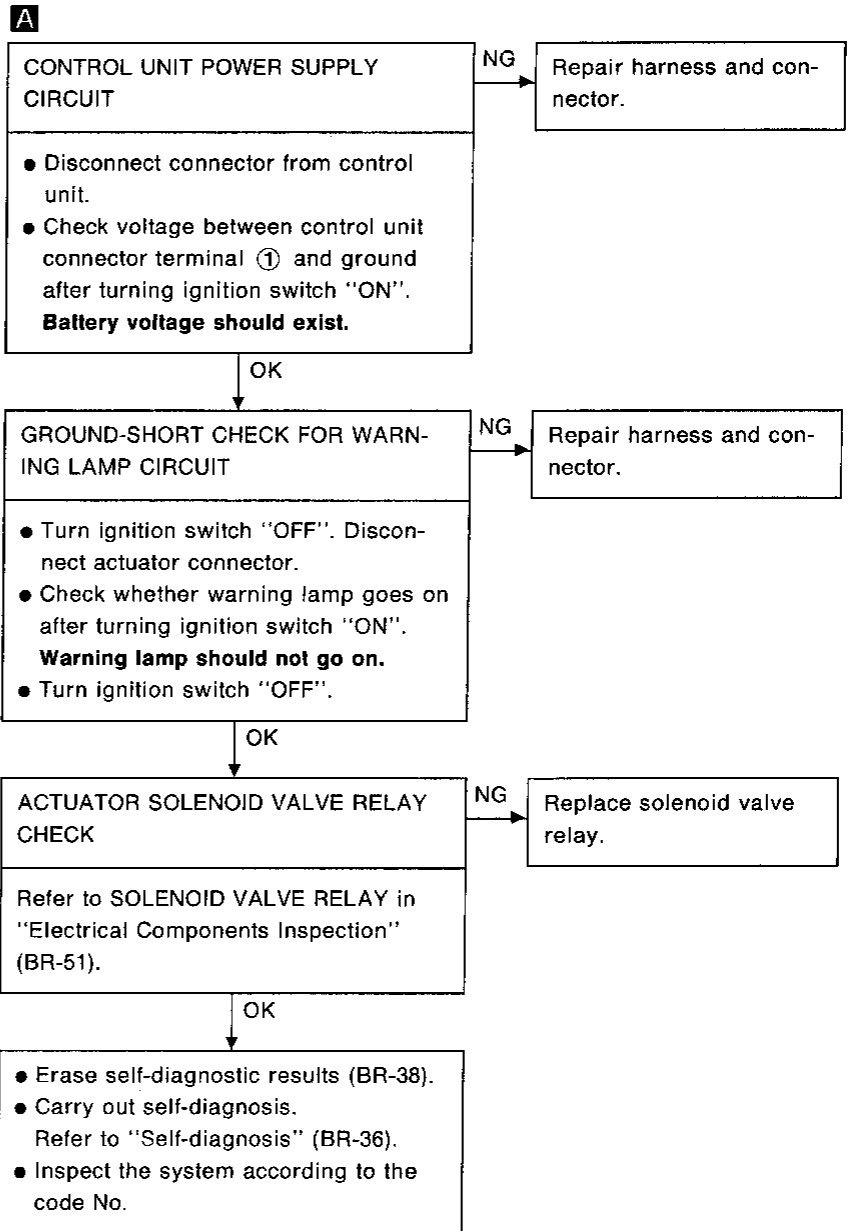 A
CONTROL UNIT POWER SUPPLY
CIRCUIT
NG
Repair harness and con-
nector.
● Disconnect connector from control
unit.
● Check voltage between control unit
connector terminal ① and ground
after turning ignition switch ''ON''.
Battery voltage should exist.
OK
GROUND-SHORT CHECK FOR WARN-
ING LAMP CIRCUIT
NG
Repair harness and con-
nector.
● Turn ignition switch ''OFF''. Discon-
nect actuator connector.
● Check whether warning lamp goes on
after turning ignition switch ''ON''.
Warning lamp should not go on.
● Turn ignition switch ''OFF''.
OK
ACTUATOR SOLENOID VALVE RELAY
CHECK
NG
Replace solenoid valve
relay.
Refer to SOLENOID VALVE RELAY in
''Electrical Components Inspection''
(BR-51).
OK
● Erase self-diagnostic results (BR-38).
● Carry out self-diagnosis.
Refer to ''Self-diagnosis'' (BR-36).
● Inspect the system according to the
code No.